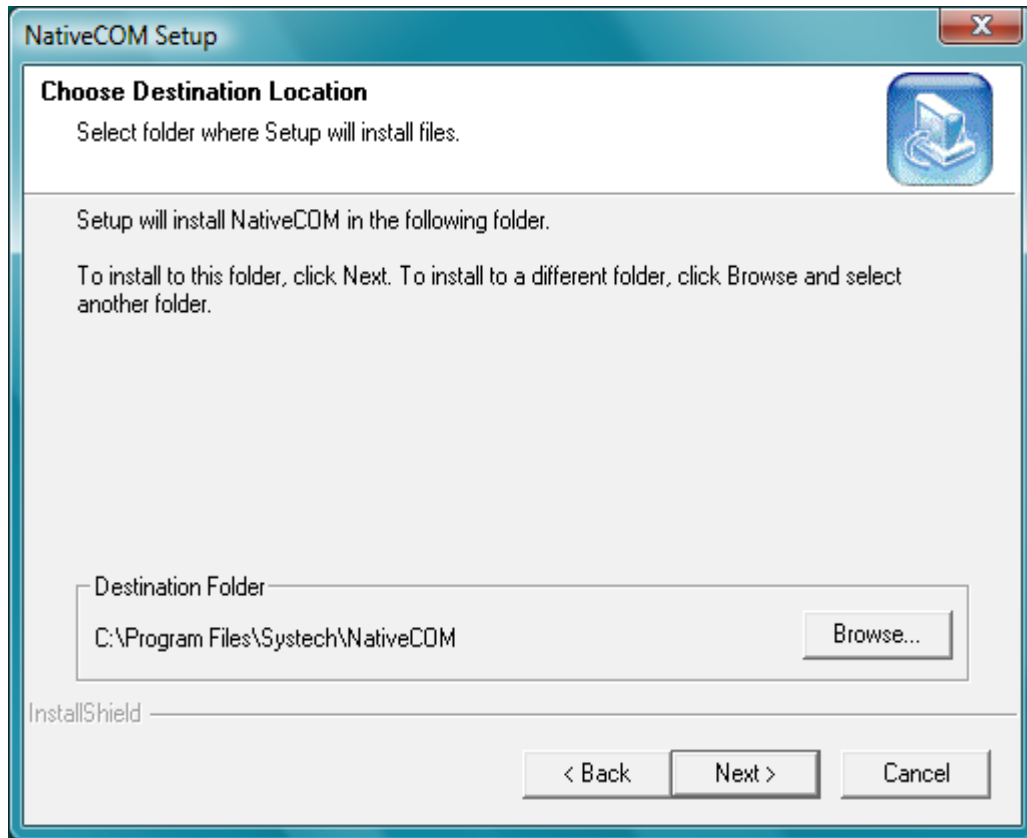 NativeCOM Setup
Choose Destination Location
Select folder where Setup will install files.
Setup will install NativeCOM in the following folder.
To install to this folder, click Next. To install to a different folder, click Browse and select
another folder.
Destination Folder
C:\Program Files\Systech\NativeCOM
Browse...
InstallShield
< Back
Next >
Cancel